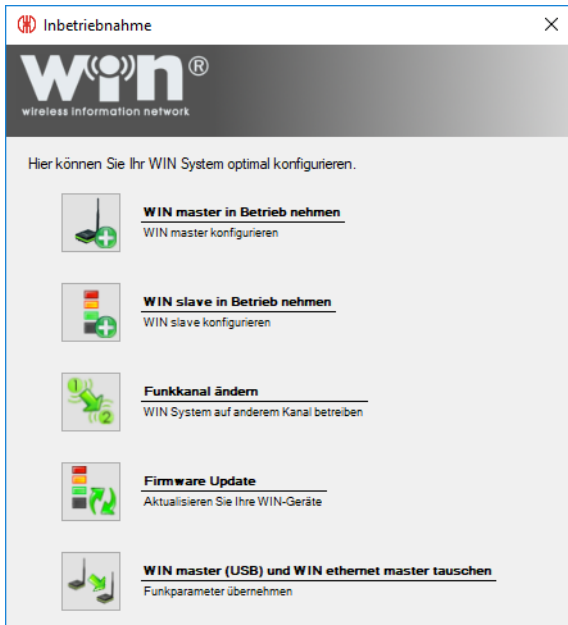 Inbetriebnahme
WIN®
wireless information network
Hier können Sie Ihr WIN System optimal konfigurieren.
WIN master in Betrieb nehmen
WIN master konfigurieren
WIN slave in Betrieb nehmen
WIN slave konfigurieren
1
2
Funkkanal ändern
WIN System auf anderem Kanal betreiben
Firmware Update
Aktualisieren Sie Ihre WIN-Geräte
WIN master (USB) und WIN ethernet master tauschen
Funkparameter übernehmen